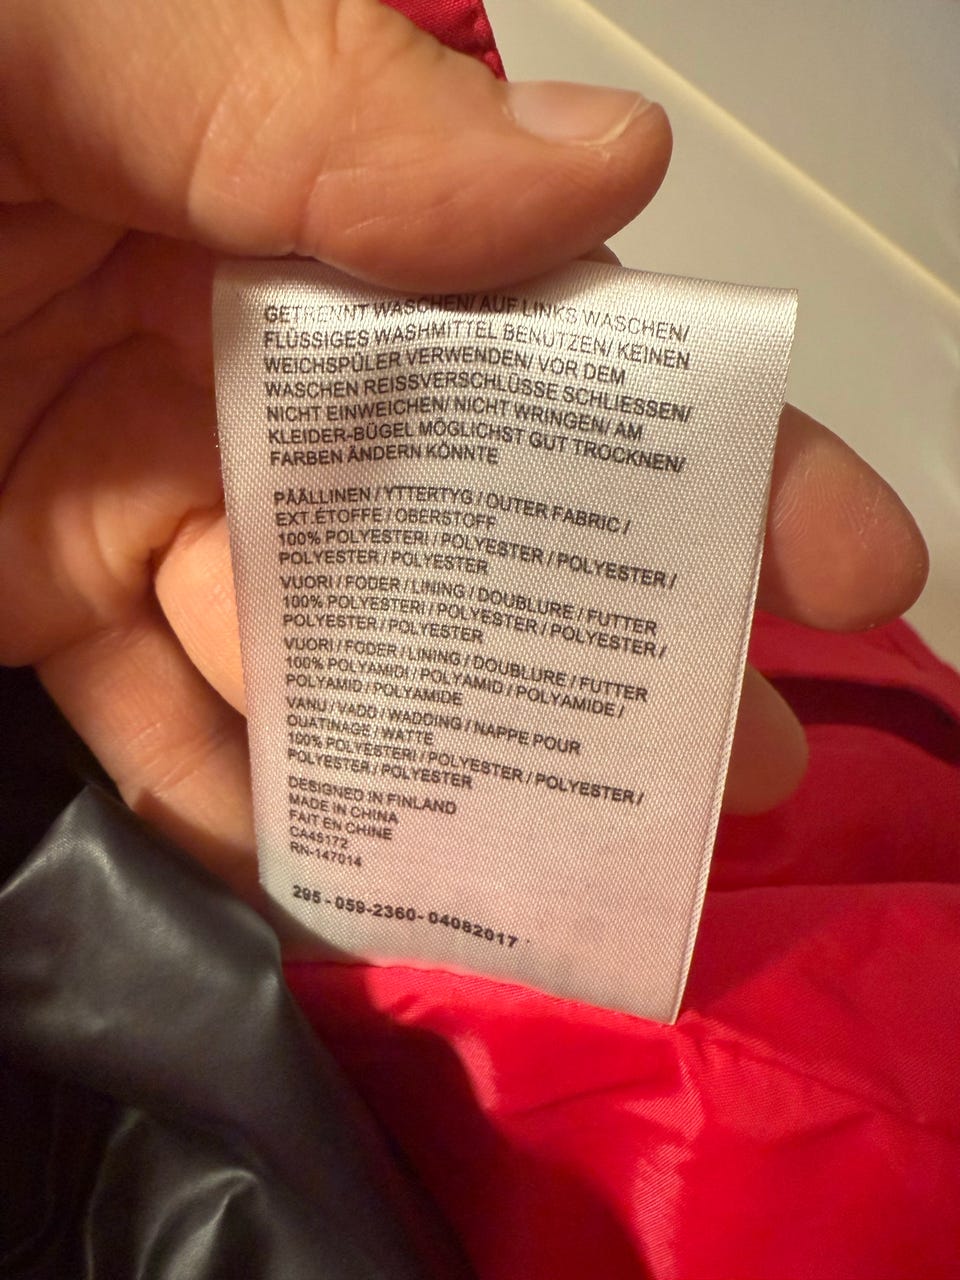 GETRENNT WASCHEN/ AUF LINKS WASCHEN/
FLÜSSIGES WASHMITTEL BENUTZEN/ KEINEN
WEICHSPÜLER VERWENDEN/ VOR DEM
WASCHEN REISSVERSCHLÜSSE SCHLIESSEN/
NICHT EINWEICHEN/ NICHT WRINGEN/ AM
KLEIDER-BÜGEL MÖGLICHST GUT TROCKNEN/
FARBEN ÄNDERN KÖNNTE
PÄÄLLINEN / YTTERTYG / OUTER FABRIC /
EXT.ÉTOFFE / OBERSTOFF
100% POLYESTERI / POLYESTER / POLYESTER /
POLYESTER / POLYESTER
VUORI / FODER / LINING / DOUBLURE / FUTTER
100% POLYESTERI / POLYESTER / POLYESTER /
POLYESTER / POLYESTER
VUORI / FODER / LINING / DOUBLURE / FUTTER
100% POLYAMIDI / POLYAMID / POLYAMIDE /
POLYAMID / POLYAMIDE
VANU / VADD / WADDING / NAPPE POUR
OUATINAGE / WATTE
100% POLYESTERI / POLYESTER / POLYESTER /
POLYESTER / POLYESTER
DESIGNED IN FINLAND
MADE IN CHINA
FAIT EN CHINE
CA45172
RN-147014
295 - 059-2360- 04082017